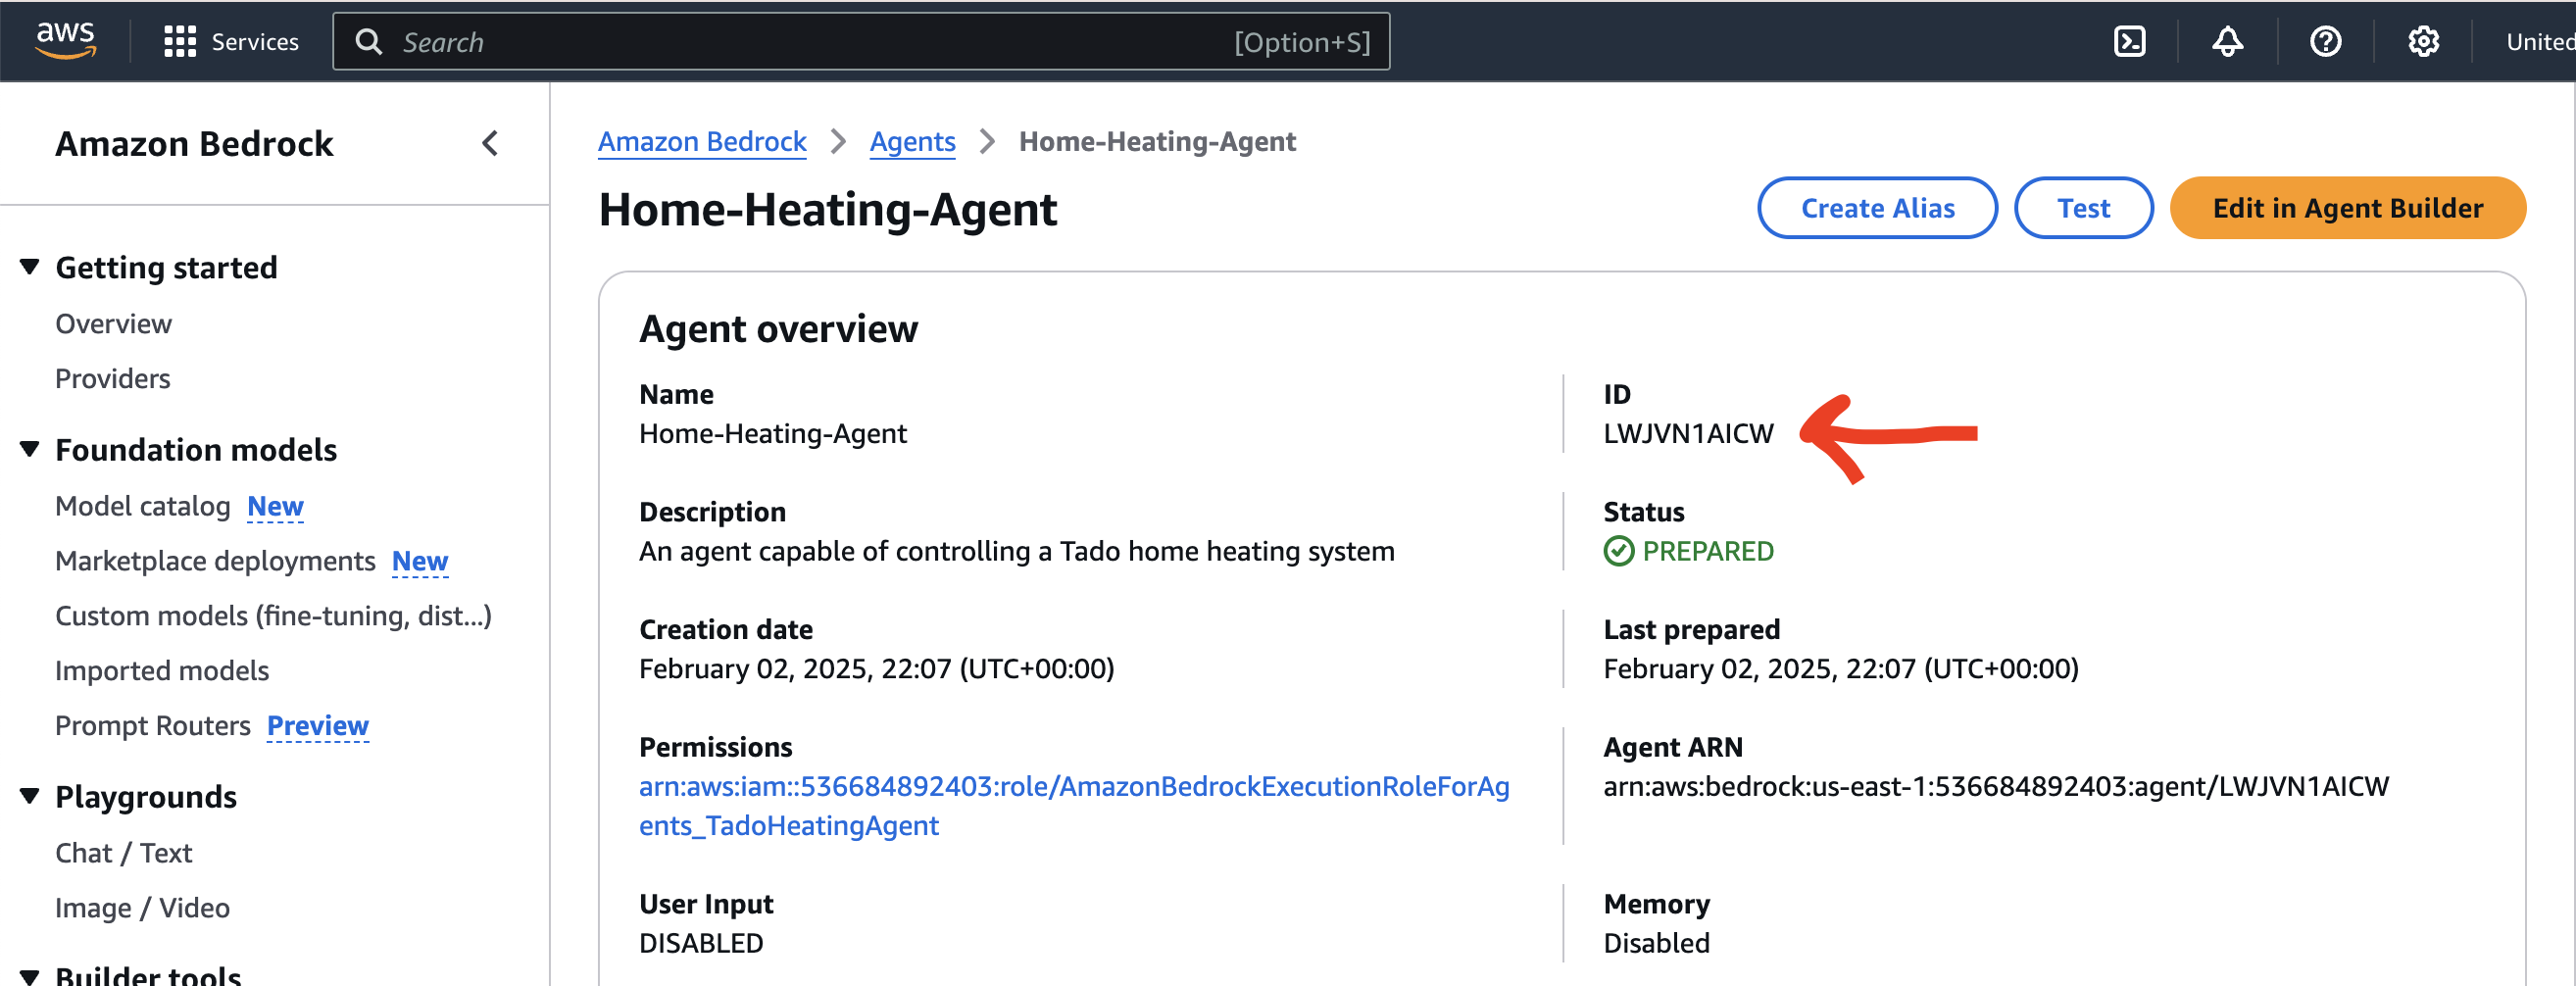 aws
Services
Search
[Option+S]
United
Amazon Bedrock
Getting started
Overview
Providers
Foundation models
Model catalog New
Marketplace deployments New
Custom models (fine-tuning, dist...)
Imported models
Prompt Routers Preview
Playgrounds
Chat / Text
Image / Video
Builder tools
Amazon Bedrock > Agents > Home-Heating-Agent
Home-Heating-Agent
Create Alias
Test
Edit in Agent Builder
Agent overview
Name
Home-Heating-Agent
ID
LWJVN1AICW
Description
An agent capable of controlling a Tado home heating system
Status
PREPARED
Creation date
February 02, 2025, 22:07 (UTC+00:00)
Last prepared
February 02, 2025, 22:07 (UTC+00:00)
Permissions
arn:aws:iam::536684892403:role/AmazonBedrockExecutionRoleForAg
ents_TadoHeatingAgent
Agent ARN
arn:aws:bedrock:us-east-1:536684892403:agent/LWJVN1AICW
User Input
DISABLED
Memory
Disabled